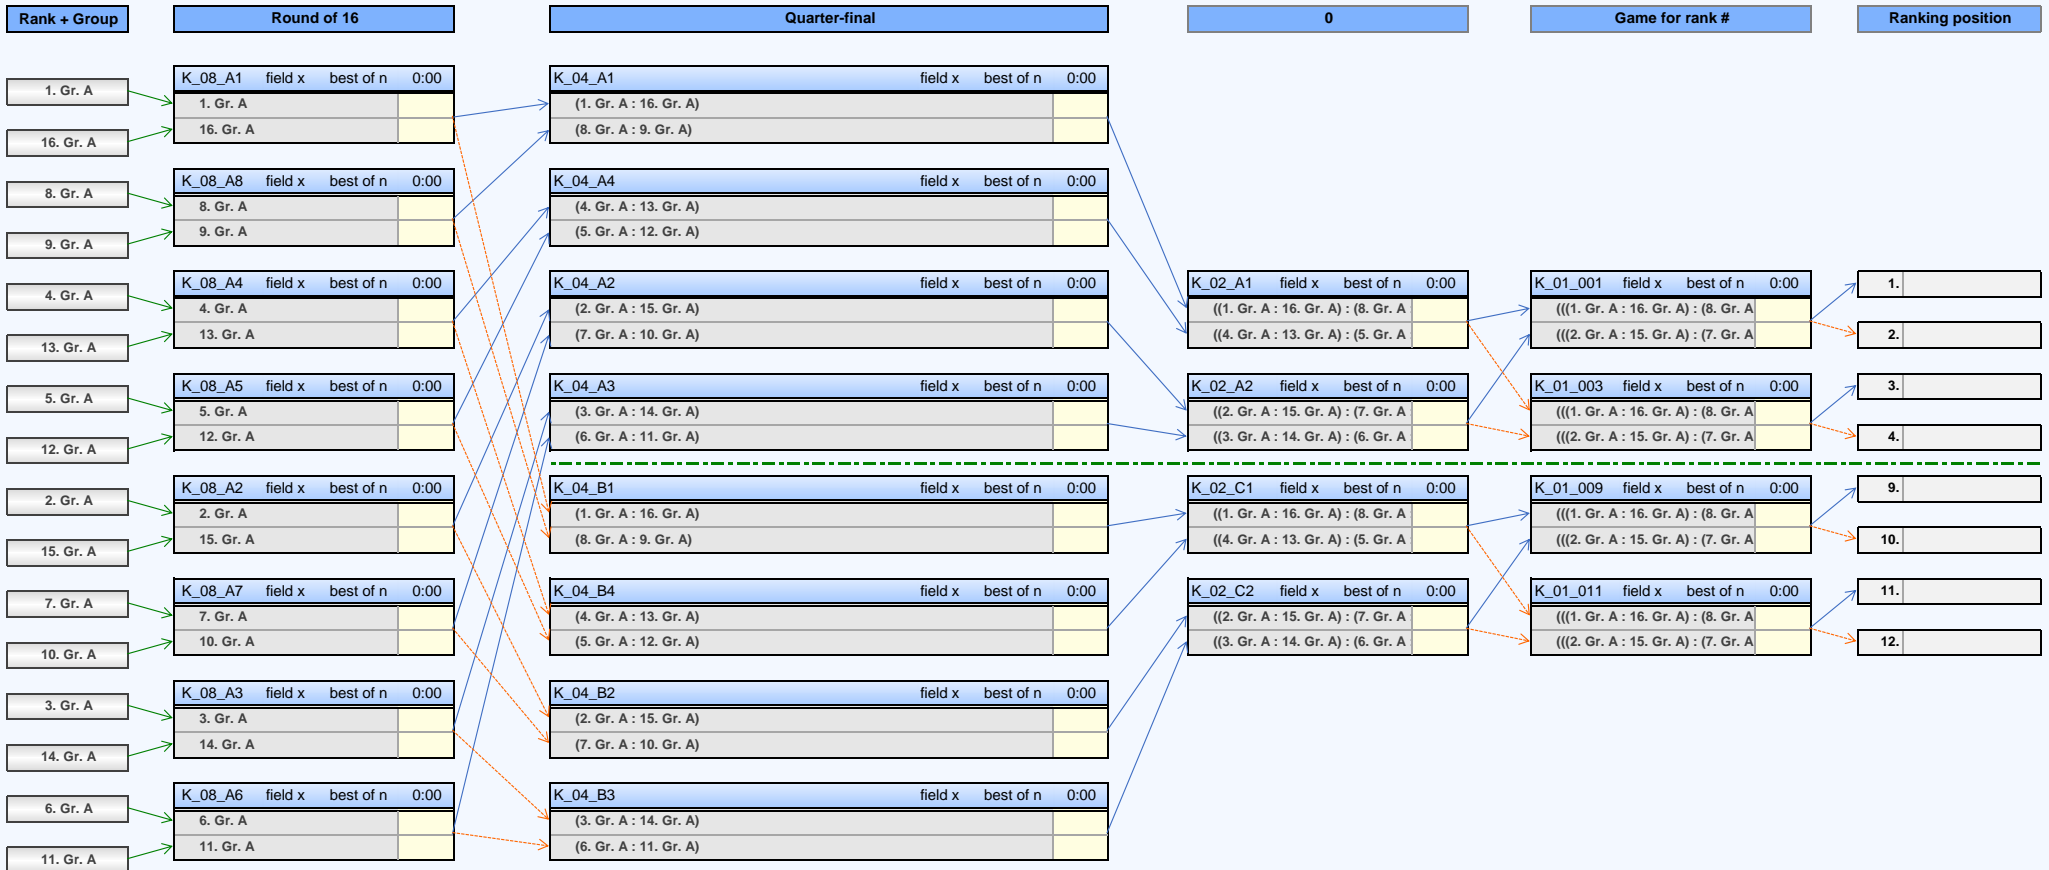 Rank + Group
Round of 16
Quarter-final
0
Game for rank #
Ranking position
1. Gr. A
16. Gr. A
8. Gr. A
9. Gr. A
4. Gr. A
13. Gr. A
5. Gr. A
12. Gr. A
2. Gr. A
15. Gr. A
7. Gr. A
10. Gr. A
3. Gr. A
14. Gr. A
6. Gr. A
11. Gr. A
K_08_A1 field x best of n 0:00
1. Gr. A
16. Gr. A
K_08_A8 field x best of n 0:00
8. Gr. A
9. Gr. A
K_08_A4 field x best of n 0:00
4. Gr. A
13. Gr. A
K_08_A5 field x best of n 0:00
5. Gr. A
12. Gr. A
K_08_A2 field x best of n 0:00
2. Gr. A
15. Gr. A
K_08_A7 field x best of n 0:00
7. Gr. A
10. Gr. A
K_08_A3 field x best of n 0:00
3. Gr. A
14. Gr. A
K_08_A6 field x best of n 0:00
6. Gr. A
11. Gr. A
K_04_A1 field x best of n 0:00
(1. Gr. A : 16. Gr. A)
(8. Gr. A : 9. Gr. A)
K_04_A4 field x best of n 0:00
(4. Gr. A : 13. Gr. A)
(5. Gr. A : 12. Gr. A)
K_04_A2 field x best of n 0:00
(2. Gr. A : 15. Gr. A)
(7. Gr. A : 10. Gr. A)
K_04_A3 field x best of n 0:00
(3. Gr. A : 14. Gr. A)
(6. Gr. A : 11. Gr. A)
K_04_B1 field x best of n 0:00
(1. Gr. A : 16. Gr. A)
(8. Gr. A : 9. Gr. A)
K_04_B4 field x best of n 0:00
(4. Gr. A : 13. Gr. A)
(5. Gr. A : 12. Gr. A)
K_04_B2 field x best of n 0:00
(2. Gr. A : 15. Gr. A)
(7. Gr. A : 10. Gr. A)
K_04_B3 field x best of n 0:00
(3. Gr. A : 14. Gr. A)
(6. Gr. A : 11. Gr. A)
K_02_A1 field x best of n 0:00
((1. Gr. A : 16. Gr. A) : (8. Gr. A
((4. Gr. A : 13. Gr. A) : (5. Gr. A
K_02_A2 field x best of n 0:00
((2. Gr. A : 15. Gr. A) : (7. Gr. A
((3. Gr. A : 14. Gr. A) : (6. Gr. A
K_02_C1 field x best of n 0:00
((1. Gr. A : 16. Gr. A) : (8. Gr. A
((4. Gr. A : 13. Gr. A) : (5. Gr. A
K_02_C2 field x best of n 0:00
((2. Gr. A : 15. Gr. A) : (7. Gr. A
((3. Gr. A : 14. Gr. A) : (6. Gr. A
K_01_001 field x best of n 0:00
(((1. Gr. A : 16. Gr. A) : (8. Gr. A
(((2. Gr. A : 15. Gr. A) : (7. Gr. A
K_01_003 field x best of n 0:00
(((1. Gr. A : 16. Gr. A) : (8. Gr. A
(((2. Gr. A : 15. Gr. A) : (7. Gr. A
K_01_009 field x best of n 0:00
(((1. Gr. A : 16. Gr. A) : (8. Gr. A
(((2. Gr. A : 15. Gr. A) : (7. Gr. A
K_01_011 field x best of n 0:00
(((1. Gr. A : 16. Gr. A) : (8. Gr. A
(((2. Gr. A : 15. Gr. A) : (7. Gr. A
1.
2.
3.
4.
9.
10.
11.
12.